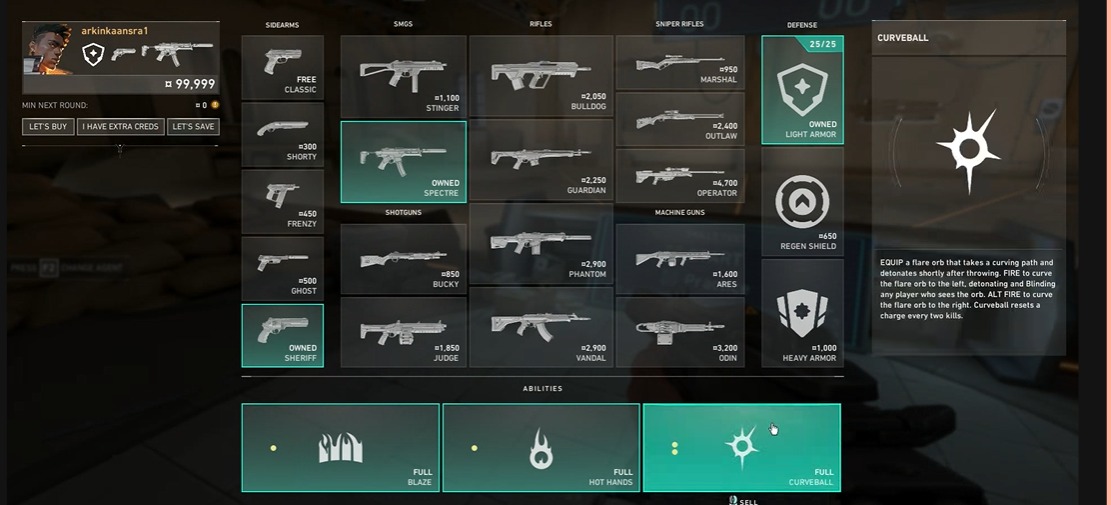 arkinkaansra1
¤ 99,999
MIN NEXT ROUND: ¤ 0
LET'S BUY
I HAVE EXTRA CREDS
LET'S SAVE
PRESS F2 CHANGE AGENT
SIDEARMS
FREE
CLASSIC
¤300
SHORTY
¤450
FRENZY
¤500
GHOST
OWNED
SHERIFF
SMGS
¤1,100
STINGER
OWNED
SPECTRE
SHOTGUNS
¤850
BUCKY
¤1,850
JUDGE
RIFLES
¤2,050
BULLDOG
¤2,250
GUARDIAN
¤2,900
PHANTOM
¤2,900
VANDAL
SNIPER RIFLES
¤950
MARSHAL
¤2,400
OUTLAW
¤4,700
OPERATOR
MACHINE GUNS
¤1,600
ARES
¤3,200
ODIN
DEFENSE
25/25
OWNED
LIGHT ARMOR
¤650
REGEN SHIELD
¤1,000
HEAVY ARMOR
CURVEBALL
EQUIP a flare orb that takes a curving path and
detonates shortly after throwing. FIRE to curve
the flare orb to the left, detonating and Blinding
any player who sees the orb. ALT FIRE to curve
the flare orb to the right. Curveball resets a
charge every two kills.
ABILITIES
FULL
BLAZE
FULL
HOT HANDS
FULL
CURVEBALL
SELL